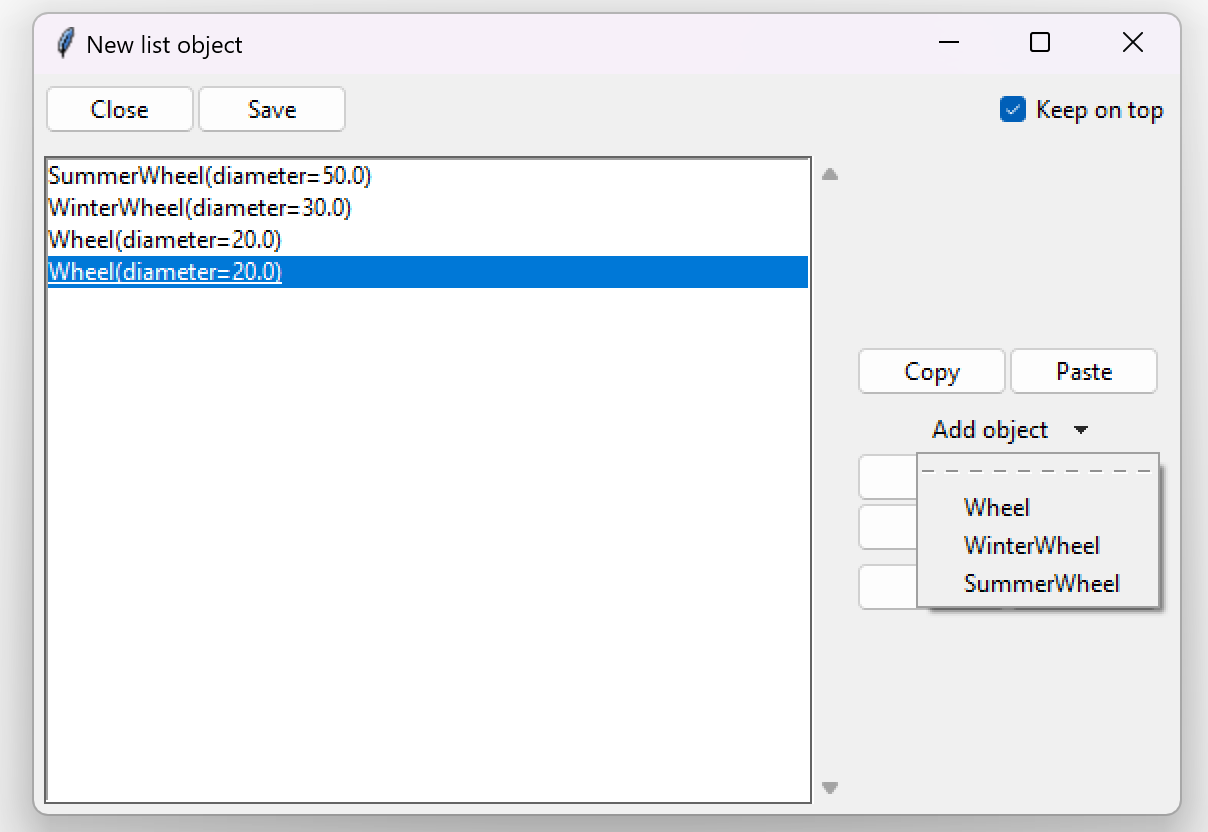 New list object
Close
Save
Keep on top
SummerWheel(diameter=50.0)
WinterWheel(diameter=30.0)
Wheel(diameter=20.0)
Wheel(diameter=20.0)
Copy
Paste
Add object
Wheel
WinterWheel
SummerWheel